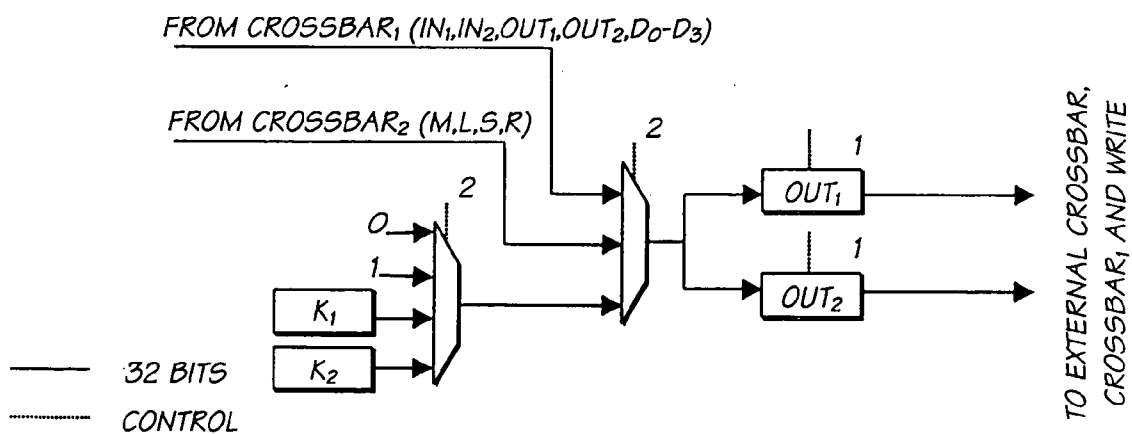 FROM CROSSBAR₁ (IN₁,IN₂,OUT₁,OUT₂,D₀-D₃)
FROM CROSSBAR₂ (M,L,S,R)
2
2
1
OUT₁
0
1
1
OUT₂
K₁
K₂
32 BITS
CONTROL
TO EXTERNAL CROSSBAR,
CROSSBAR, AND WRITE